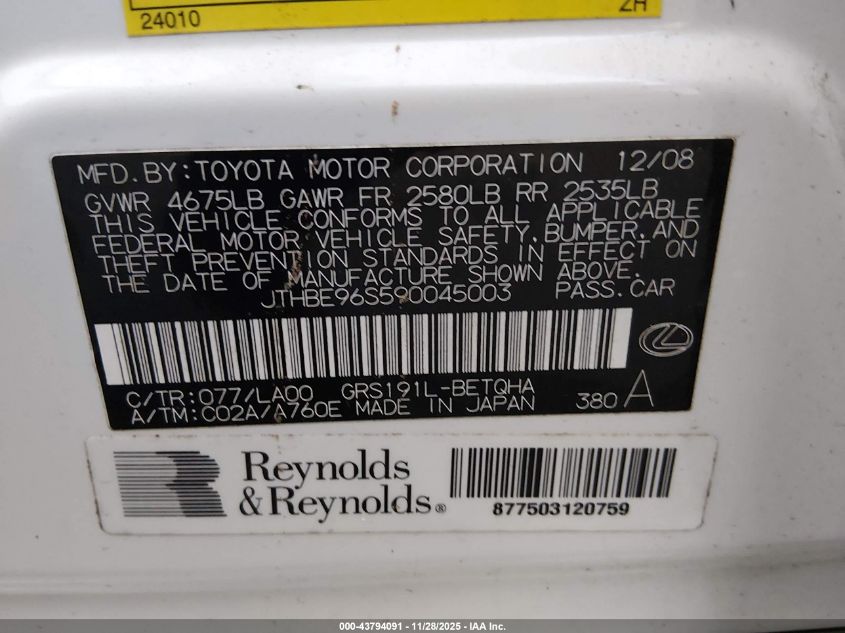 24010 ZH
MFD. BY: TOYOTA MOTOR CORPORATION 12/08
GVWR 4675LB GAWR FR 2580LB RR 2535LB
THIS VEHICLE CONFORMS TO ALL APPLICABLE
FEDERAL MOTOR VEHICLE SAFETY, BUMPER, AND
THEFT PREVENTION STANDARDS IN EFFECT ON
THE DATE OF MANUFACTURE SHOWN ABOVE.
JTHBE96S590045003 PASS. CAR
C/TR: 077/LA00 GRS191L-BETQHA
A/TM: C02A/A760E MADE IN JAPAN 380 A
Reynolds
& Reynolds®
877503120759
000-43794091 - 11/28/2025 - IAA Inc.